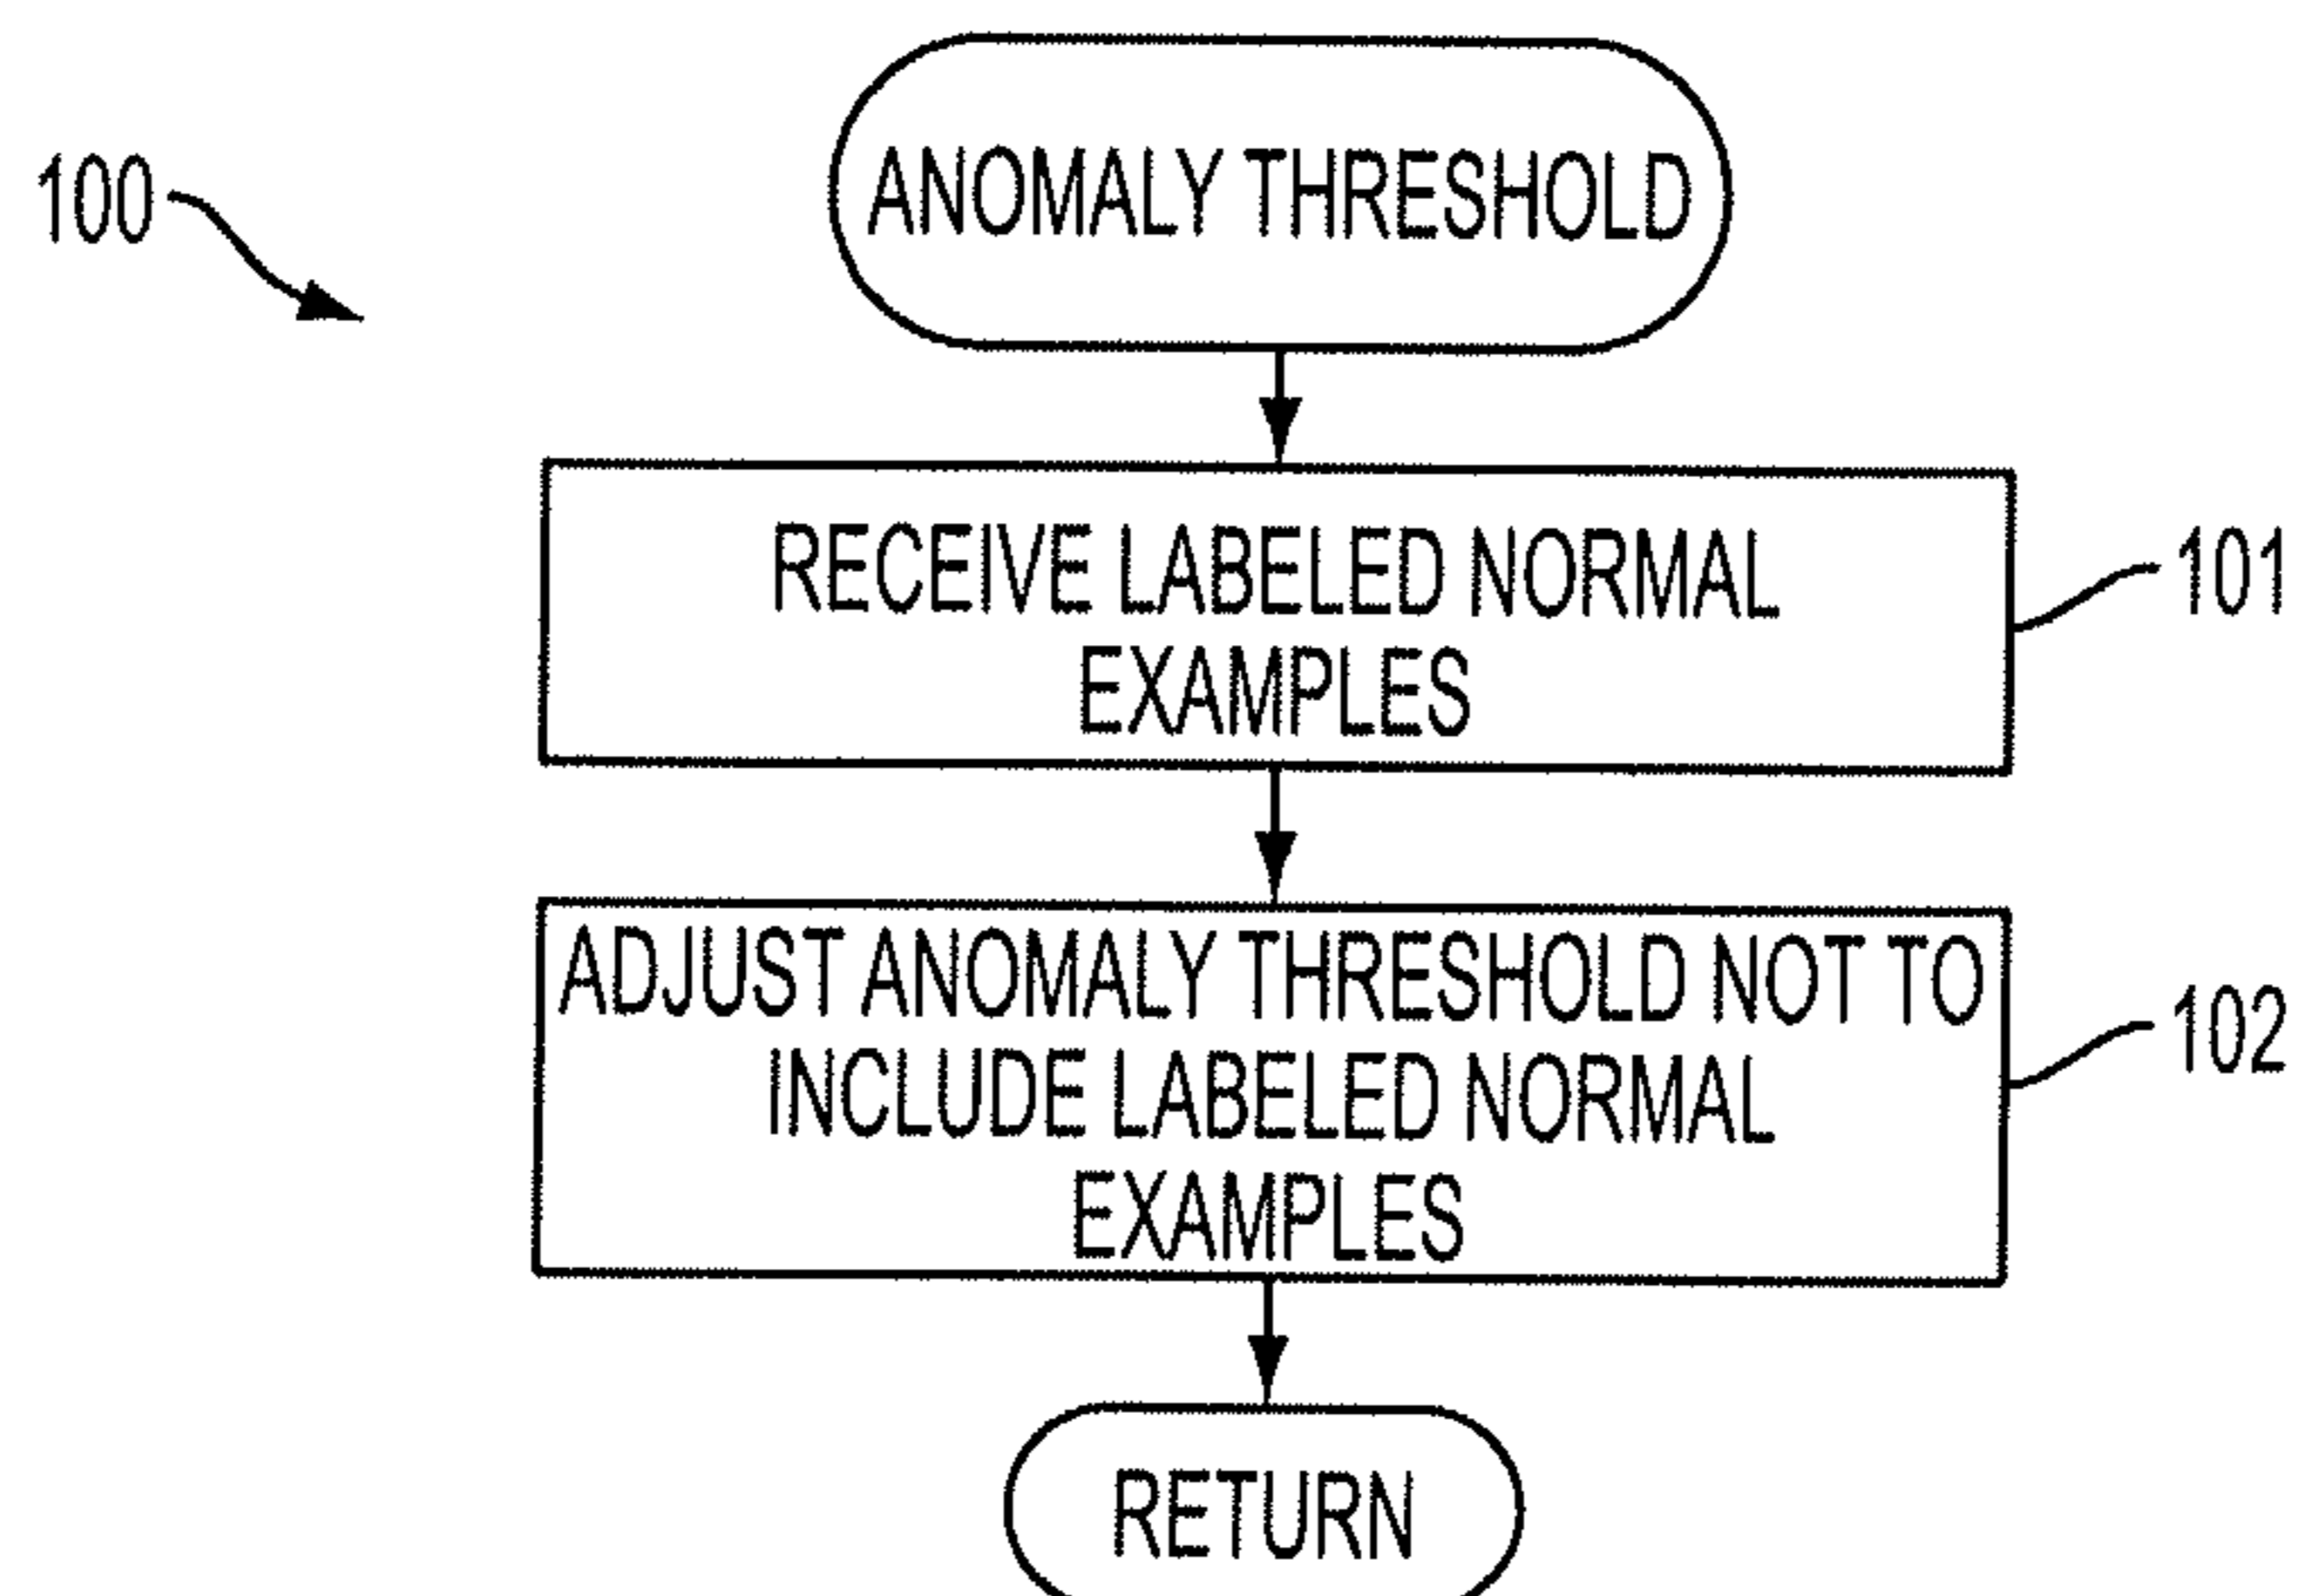 100
ANOMALY THRESHOLD
RECEIVE LABELED NORMAL
EXAMPLES
101
ADJUST ANOMALY THRESHOLD NOT TO
INCLUDE LABELED NORMAL
EXAMPLES
102
RETURN